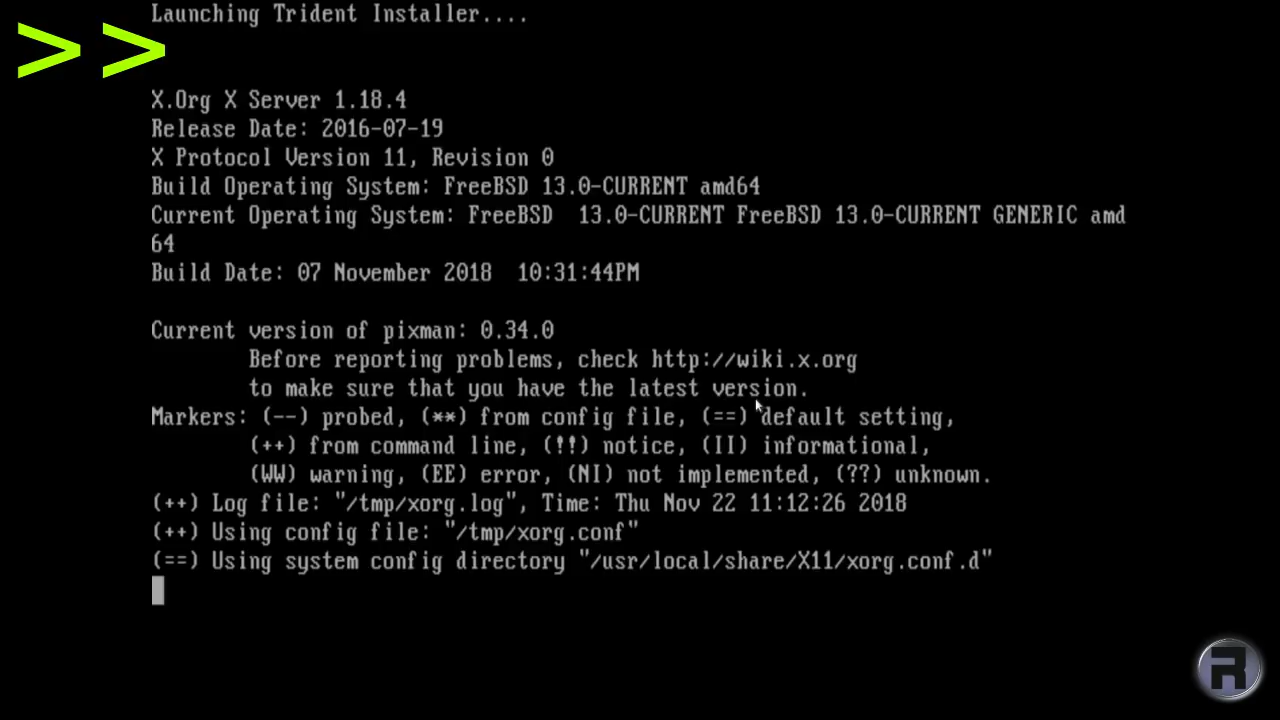 Launching Trident Installer....
>>
X.Org X Server 1.18.4
Release Date: 2016-07-19
X Protocol Version 11, Revision 0
Build Operating System: FreeBSD 13.0-CURRENT amd64
Current Operating System: FreeBSD  13.0-CURRENT FreeBSD 13.0-CURRENT GENERIC amd
64
Build Date: 07 November 2018  10:31:44PM
Current version of pixman: 0.34.0
Before reporting problems, check http://wiki.x.org
to make sure that you have the latest version.
Markers: (--) probed, (**) from config file, (==) default setting,
(++) from command line, (!!) notice, (II) informational,
(WW) warning, (EE) error, (NI) not implemented, (??) unknown.
(++) Log file: "/tmp/xorg.log", Time: Thu Nov 22 11:12:26 2018
(++) Using config file: "/tmp/xorg.conf"
(==) Using system config directory "/usr/local/share/X11/xorg.conf.d"
R